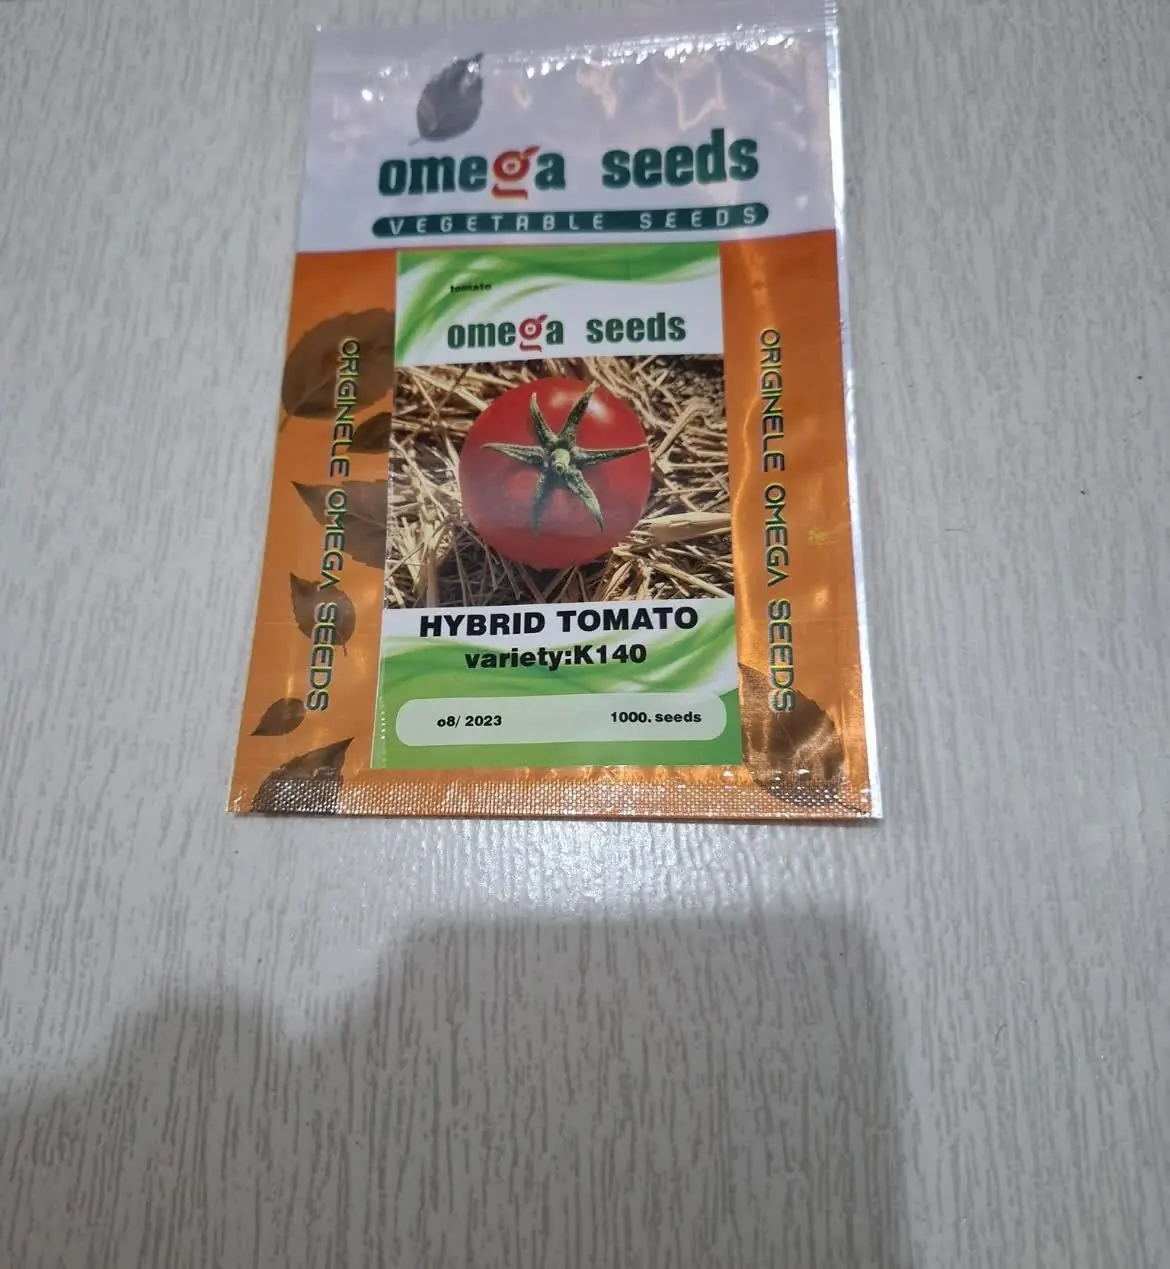 omega seeds
VEGETABLE SEEDS
tomato
omega seeds
ORIGINELE OMEGA SEEDS
ORIGINELE OMEGA SEEDS
HYBRID TOMATO
variety:K140
o8/ 2023
1000. seeds